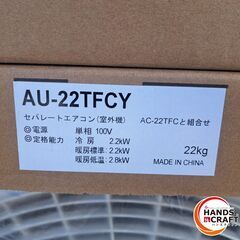 AU-22TFCY
セパレートエアコン(室外機) AC-22TFCと組合せ
◎電源 単相 100V
◎能力 冷房 2.2kW
暖房標準: 2.2kW
暖房低温: 2.8kW
22kg
MADE IN CHINA
HANDS CRAFT